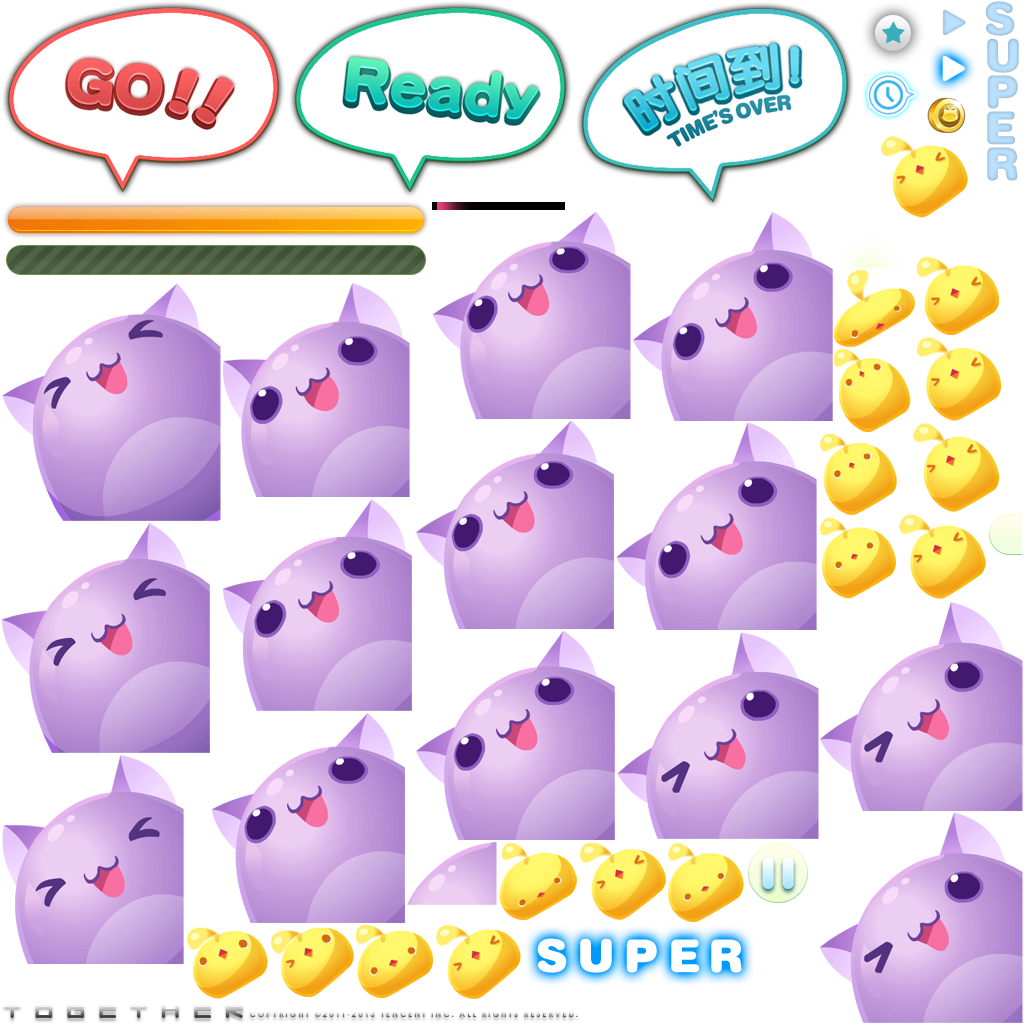 GO!!
Ready
时间到!
TIME'S OVER
SUPER
SUPER
TOGETHER COPYRIGHT ©2011-2013 TENCENT INC. ALL RIGHTS RESERVED.